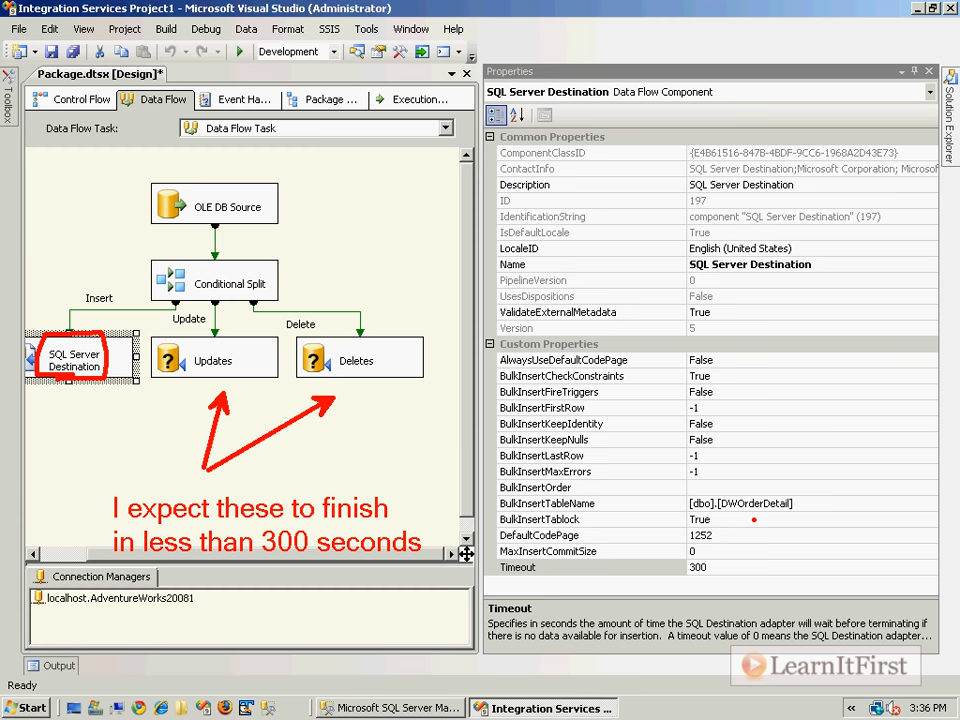 Integration Services Project1 - Microsoft Visual Studio (Administrator)
File Edit View Project Build Debug Data Format SSIS Tools Window Help
Development
Package.dtsx [Design]*
Control Flow Data Flow Event Ha... Package ... Execution...
Data Flow Task: Data Flow Task
Toolbox
OLE DB Source
Conditional Split
Insert
Update
Delete
SQL Server
Destination
Updates
Deletes
I expect these to finish
in less than 300 seconds
Connection Managers
localhost.AdventureWorks20081
Output
Properties
SQL Server Destination Data Flow Component
Common Properties
ComponentClassID {E4B61516-847B-4BDF-9CC6-1968A2D43E73}
ContactInfo SQL Server Destination;Microsoft Corporation; Microsof
Description SQL Server Destination
ID 197
IdentificationString component "SQL Server Destination" (197)
IsDefaultLocale True
LocaleID English (United States)
Name SQL Server Destination
PipelineVersion 0
UsesDispositions False
ValidateExternalMetadata True
Version 5
Custom Properties
AlwaysUseDefaultCodePage False
BulkInsertCheckConstraints True
BulkInsertFireTriggers False
BulkInsertFirstRow -1
BulkInsertKeepIdentity False
BulkInsertKeepNulls False
BulkInsertLastRow -1
BulkInsertMaxErrors -1
BulkInsertOrder
BulkInsertTableName [dbo].[DWOrderDetail]
BulkInsertTablock True
DefaultCodePage 1252
MaxInsertCommitSize 0
Timeout 300
Timeout
Specifies in seconds the amount of time the SQL Destination adapter will wait before terminating if
there is no data available for insertion. A timeout value of 0 means the SQL Destination adapter...
Solution Explorer
LearnItFirst
Ready
Start Microsoft SQL Server Ma... Integration Services ... « 3:36 PM